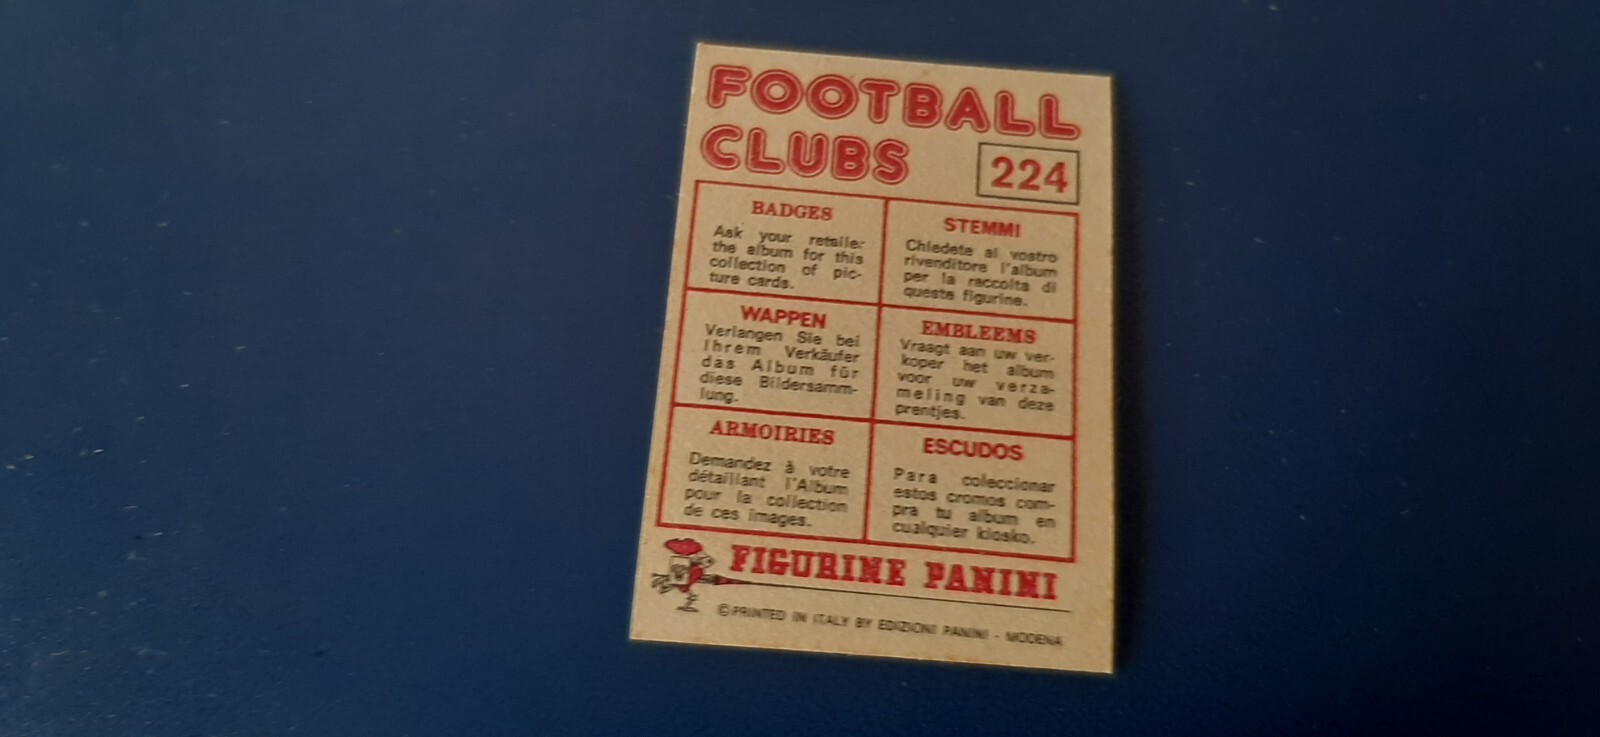 FOOTBALL
CLUBS
224
BADGES
Ask your retailer
the album for this
collection of pic-
ture cards.
STEMMI
Chiedete al vostro
rivenditore l'album
per la raccolta di
queste figurine.
WAPPEN
Verlangen Sie bei
Ihrem Verkäufer
das Album für
diese Bildersamm-
lung.
EMBLEEMS
Vraagt aan uw ver-
koper het album
voor uw verza-
meling van deze
prentjes.
ARMOIRIES
Demandez à votre
détaillant l'Album
pour la collection
de ces images.
ESCUDOS
Para coleccionar
estos cromos com-
pra tu album en
cualquier kiosko.
FIGURINE PANINI
© PRINTED IN ITALY BY EDIZIONI PANINI - MODENA